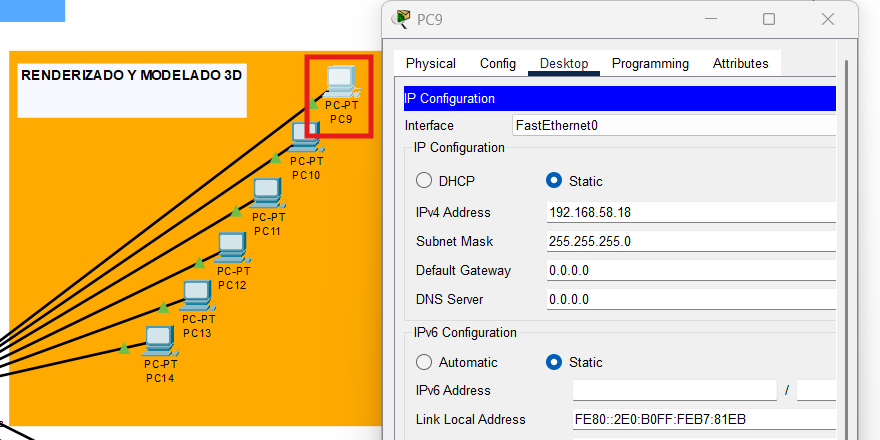 RENDERIZADO Y MODELADO 3D
PC-PT
PC9
PC-PT
PC10
PC-PT
PC11
PC-PT
PC12
PC-PT
PC13
PC-PT
PC14
PC9
Physical Config Desktop Programming Attributes
IP Configuration
Interface FastEthernet0
IP Configuration
DHCP Static
IPv4 Address 192.168.58.18
Subnet Mask 255.255.255.0
Default Gateway 0.0.0.0
DNS Server 0.0.0.0
IPv6 Configuration
Automatic Static
IPv6 Address /
Link Local Address FE80::2E0:B0FF:FEB7:81EB